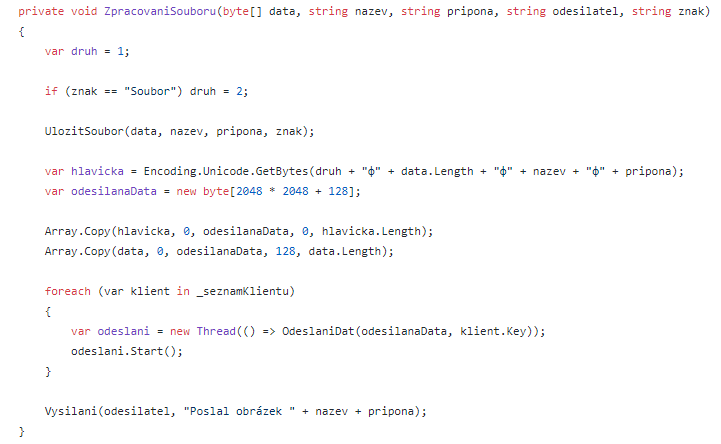 private void ZpracovaniSouboru(byte[] data, string nazev, string pripona, string odesilatel, string znak)
{
var druh = 1;
if (znak == "Soubor") druh = 2;
UlozitSoubor(data, nazev, pripona, znak);
var hlavicka = Encoding.Unicode.GetBytes(druh + "φ" + data.Length + "φ" + nazev + "φ" + pripona);
var odesilanaData = new byte[2048 * 2048 + 128];
Array.Copy(hlavicka, 0, odesilanaData, 0, hlavicka.Length);
Array.Copy(data, 0, odesilanaData, 128, data.Length);
foreach (var klient in _seznamKlientu)
{
var odeslani = new Thread(() => OdeslaniDat(odesilanaData, klient.Key));
odeslani.Start();
}
Vysilani(odesilatel, "Poslal obrázek " + nazev + pripona);
}